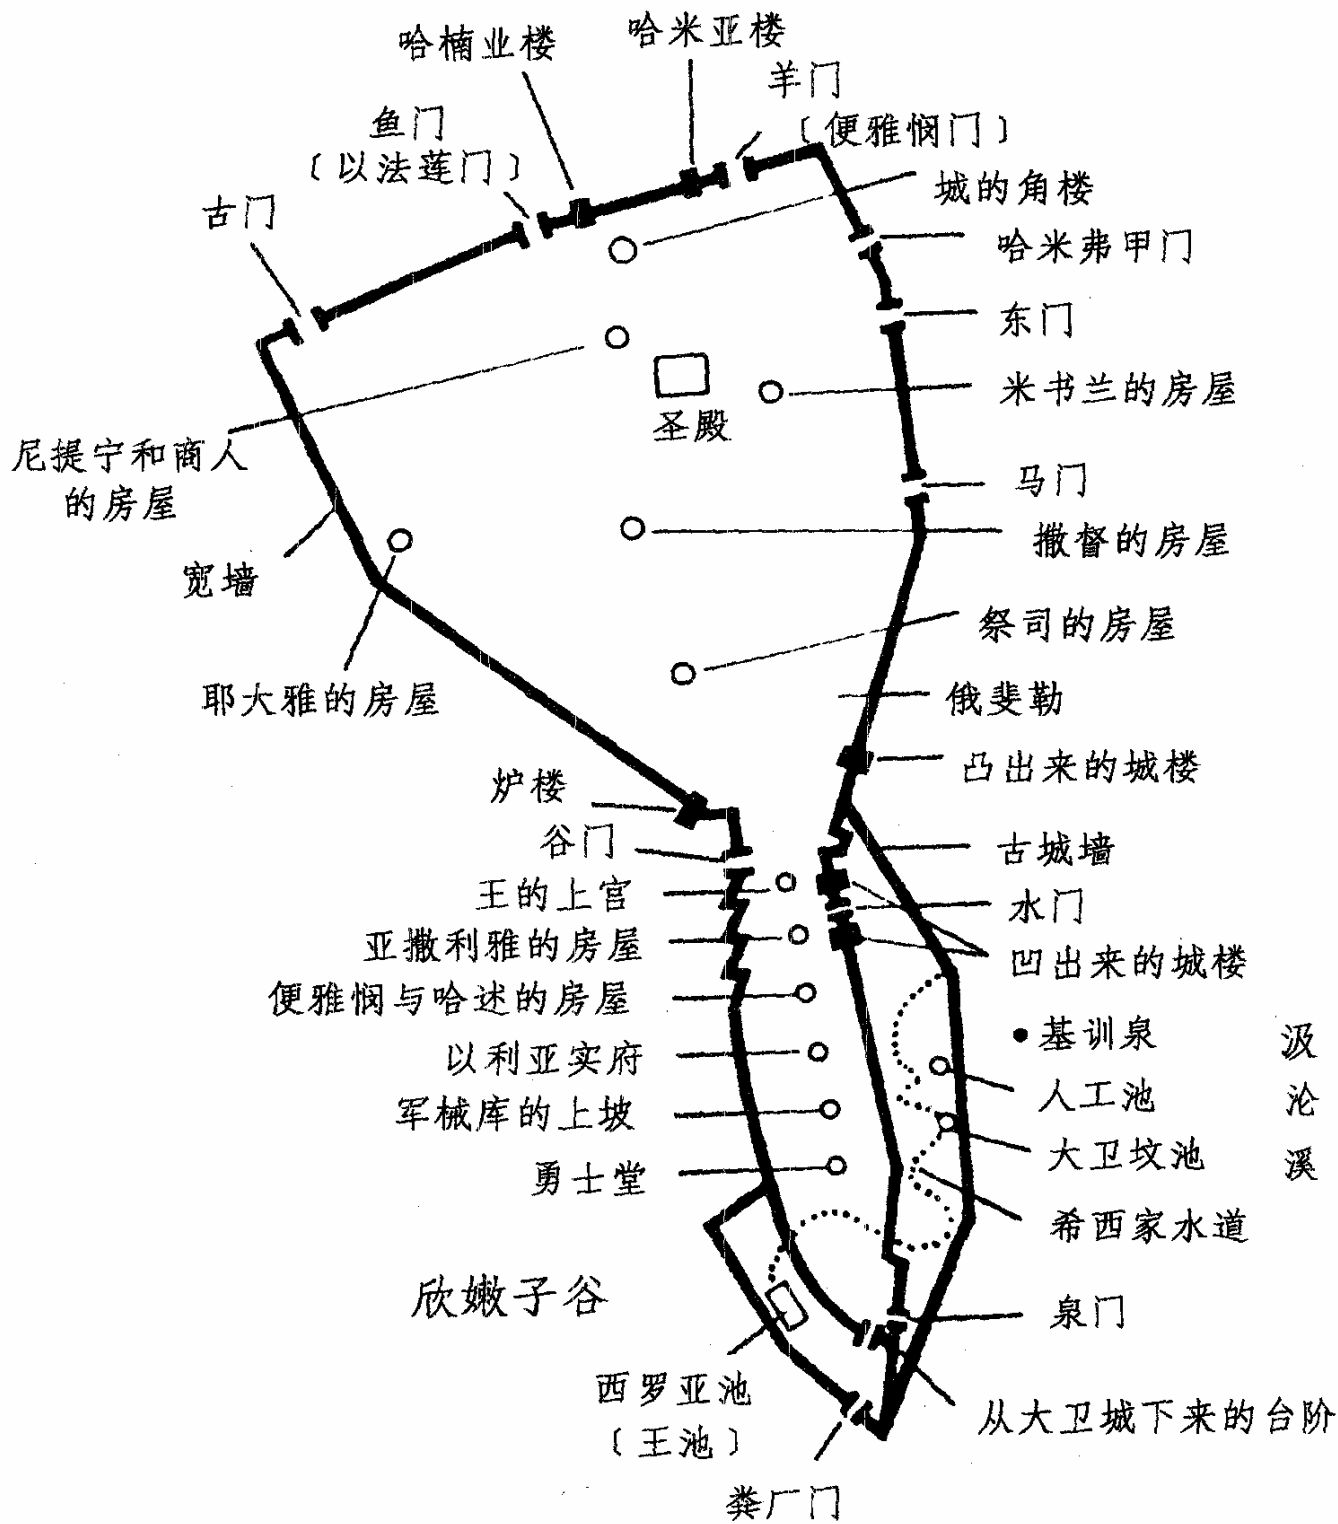 哈楠业楼
哈米亚楼
羊门
〔便雅悯门〕
鱼门
〔以法莲门〕
古门
城的角楼
哈米弗甲门
东门
米书兰的房屋
圣殿
尼提宁和商人
的房屋
马门
撒督的房屋
宽墙
祭司的房屋
耶大雅的房屋
俄斐勒
凸出来的城楼
炉楼
谷门
古城墙
王的上宫
水门
亚撒利雅的房屋
凹出来的城楼
便雅悯与哈述的房屋
基训泉
以利亚实府
人工池
军械库的上坡
大卫坟池
勇士堂
汲
沦
溪
希西家水道
欣嫩子谷
泉门
西罗亚池
〔王池〕
从大卫城下来的台阶
粪厂门